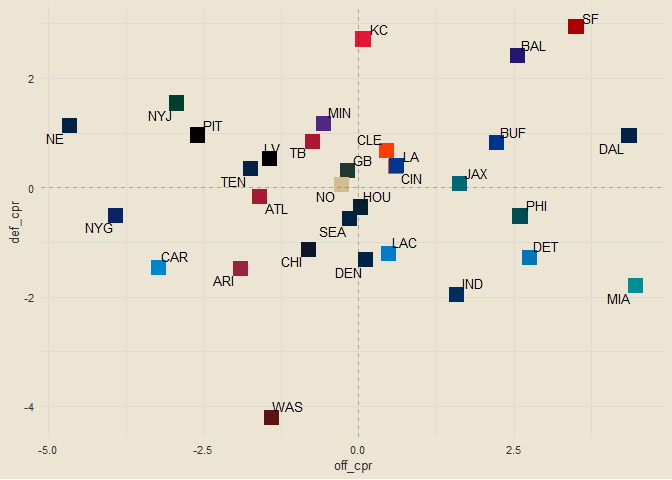 SF
KC
BAL
2
NYJ
PIT
MIN
NE
BUF
DAL
CLE
LV
TB
GB
LA
TEN
CIN
JAX
0
NO
HOU
ATL
PHI
NYG
SEA
LAC
DET
CAR
CHI
DEN
ARI
IND
MIA
-2
def_cpr
WAS
-4
-5.0
-2.5
0.0
2.5
off_cpr